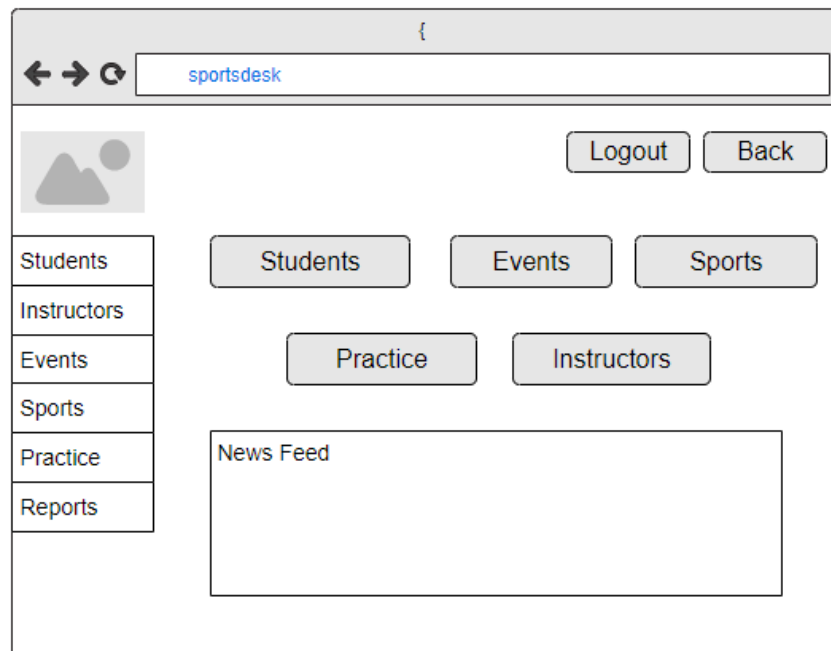 {
sportsdesk
Logout Back
Students
Instructors
Events
Sports
Practice
Reports
Students Events Sports
Practice Instructors
News Feed